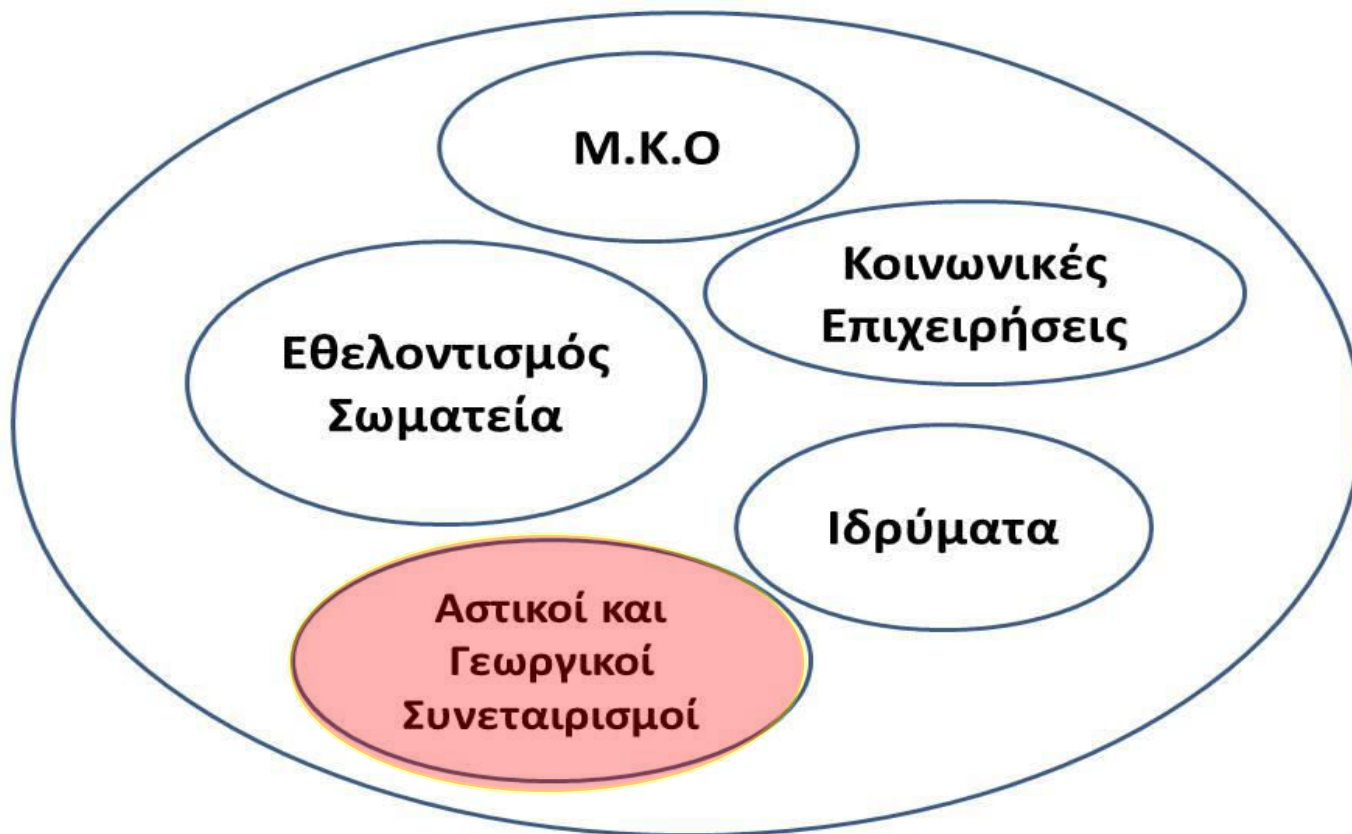 Μ.Κ.Ο
Κοινωνικές
Επιχειρήσεις
Εθελοντισμός
Σωματεία
Ιδρύματα
Αστικοί και
Γεωργικοί
Συνεταιρισμοί